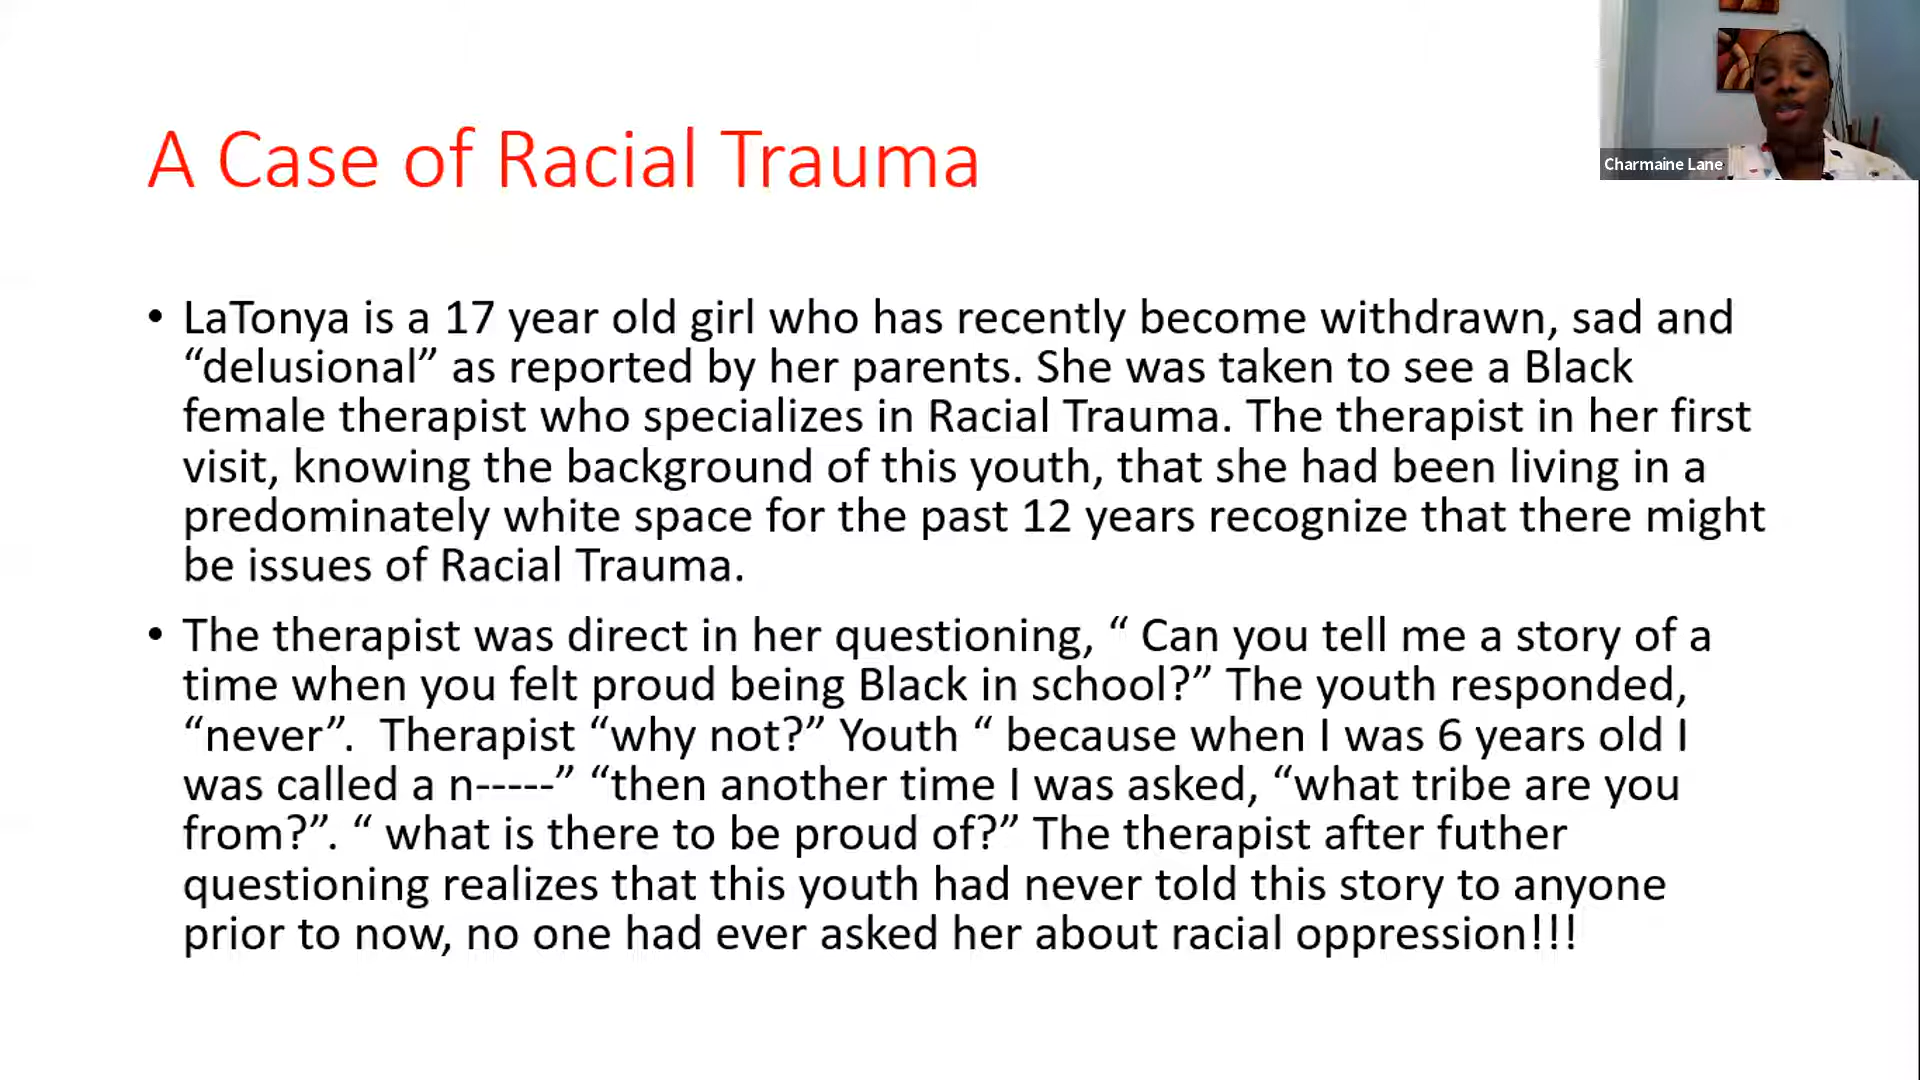 A Case of Racial Trauma
Charmaine Lane
• LaTonya is a 17 year old girl who has recently become withdrawn, sad and
“delusional” as reported by her parents. She was taken to see a Black
female therapist who specializes in Racial Trauma. The therapist in her first
visit, knowing the background of this youth, that she had been living in a
predominately white space for the past 12 years recognize that there might
be issues of Racial Trauma.
• The therapist was direct in her questioning, “ Can you tell me a story of a
time when you felt proud being Black in school?” The youth responded,
“never”.  Therapist “why not?” Youth “ because when I was 6 years old I
was called a n-----” “then another time I was asked, “what tribe are you
from?”. “ what is there to be proud of?” The therapist after futher
questioning realizes that this youth had never told this story to anyone
prior to now, no one had ever asked her about racial oppression!!!